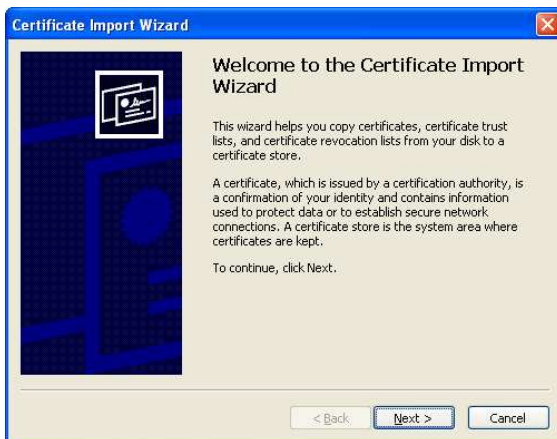 Certificate Import Wizard
Welcome to the Certificate Import
Wizard
This wizard helps you copy certificates, certificate trust
lists, and certificate revocation lists from your disk to a
certificate store.
A certificate, which is issued by a certification authority, is
a confirmation of your identity and contains information
used to protect data or to establish secure network
connections. A certificate store is the system area where
certificates are kept.
To continue, click Next.
< Back Next > Cancel